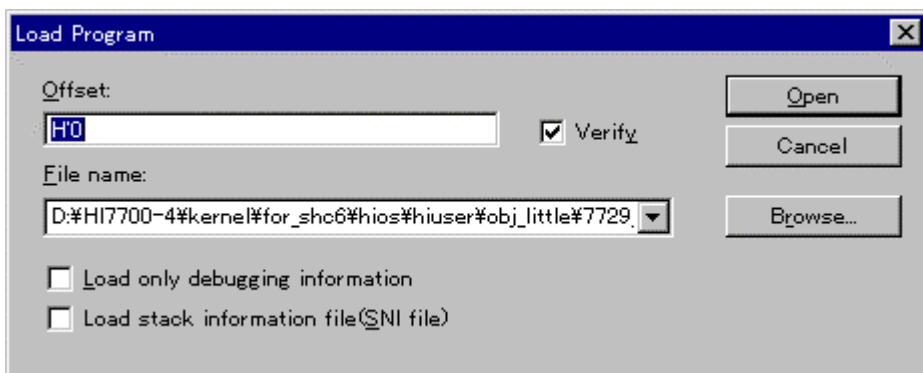 Load Program
Offset:
H'0
Verify
Open
Cancel
File name:
D:¥HI7700-4¥kernel¥for_shc6¥hios¥hiuser¥obj_little¥7729_
Browse...
Load only debugging information
Load stack information file(SNI file)